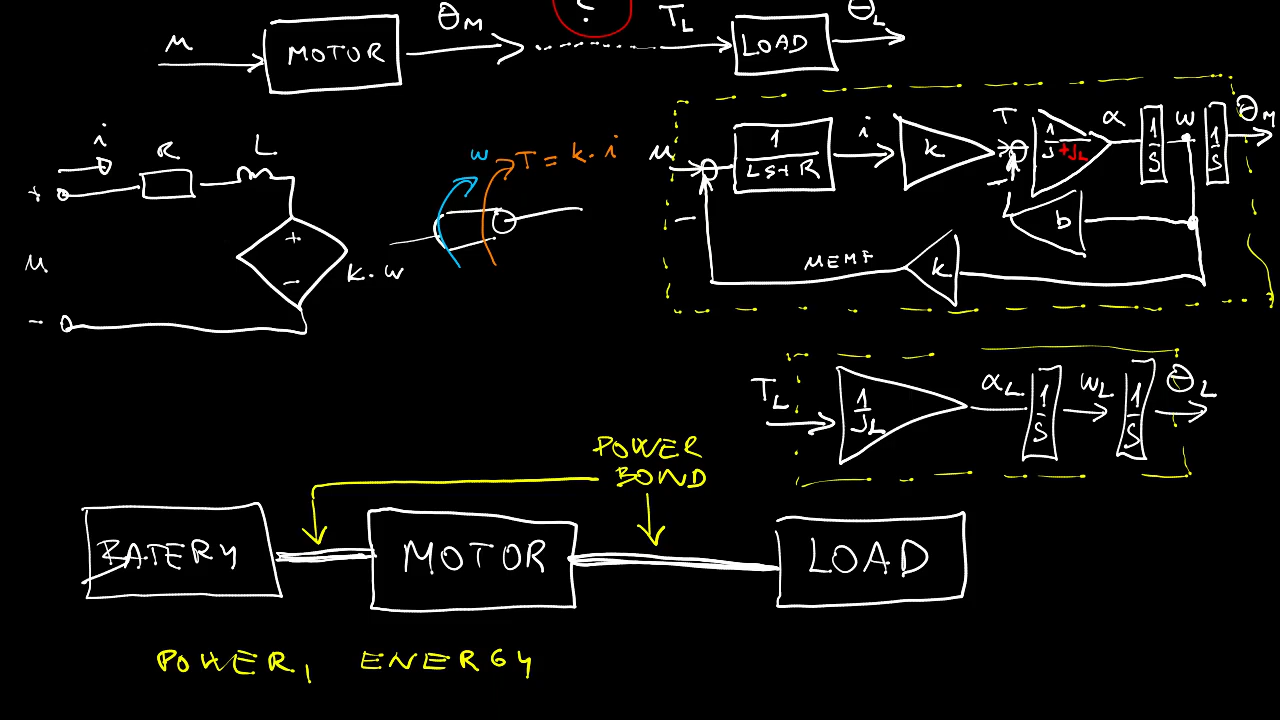 u MOTOR θM ? TL LOAD θL
i R L
+
u
-
+
-
k·w
w T = k·i
u - 1/(Ls+R) i k T - 1/J +JL α 1/s w 1/s θM
b
uEMF k
TL 1/JL αL 1/s wL 1/s θL
POWER
BOND
BATERY MOTOR LOAD
POWER, ENERGY